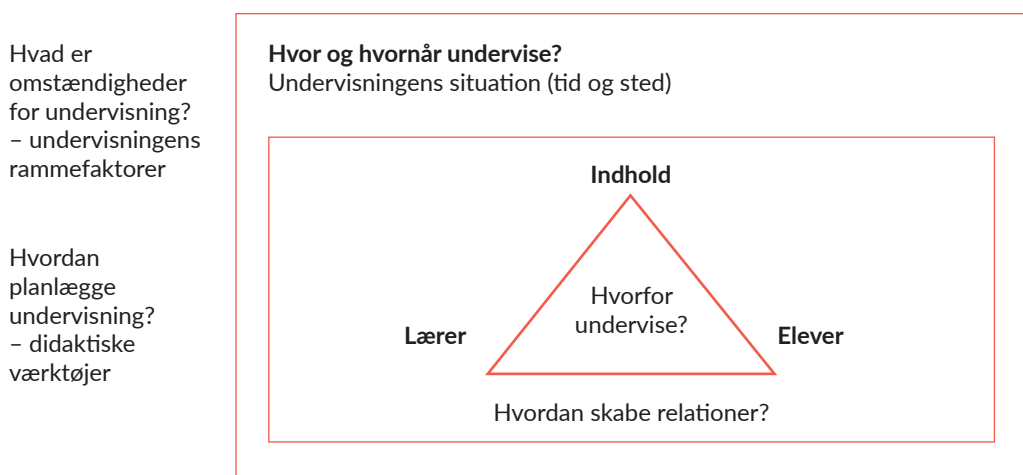 Hvad er
omstændigheder
for undervisning?
– undervisningens
rammefaktorer
Hvordan
planlægge
undervisning?
– didaktiske
værktøjer
Hvor og hvornår undervise?
Undervisningens situation (tid og sted)
Indhold
Hvorfor
undervise?
Lærer
Elever
Hvordan skabe relationer?